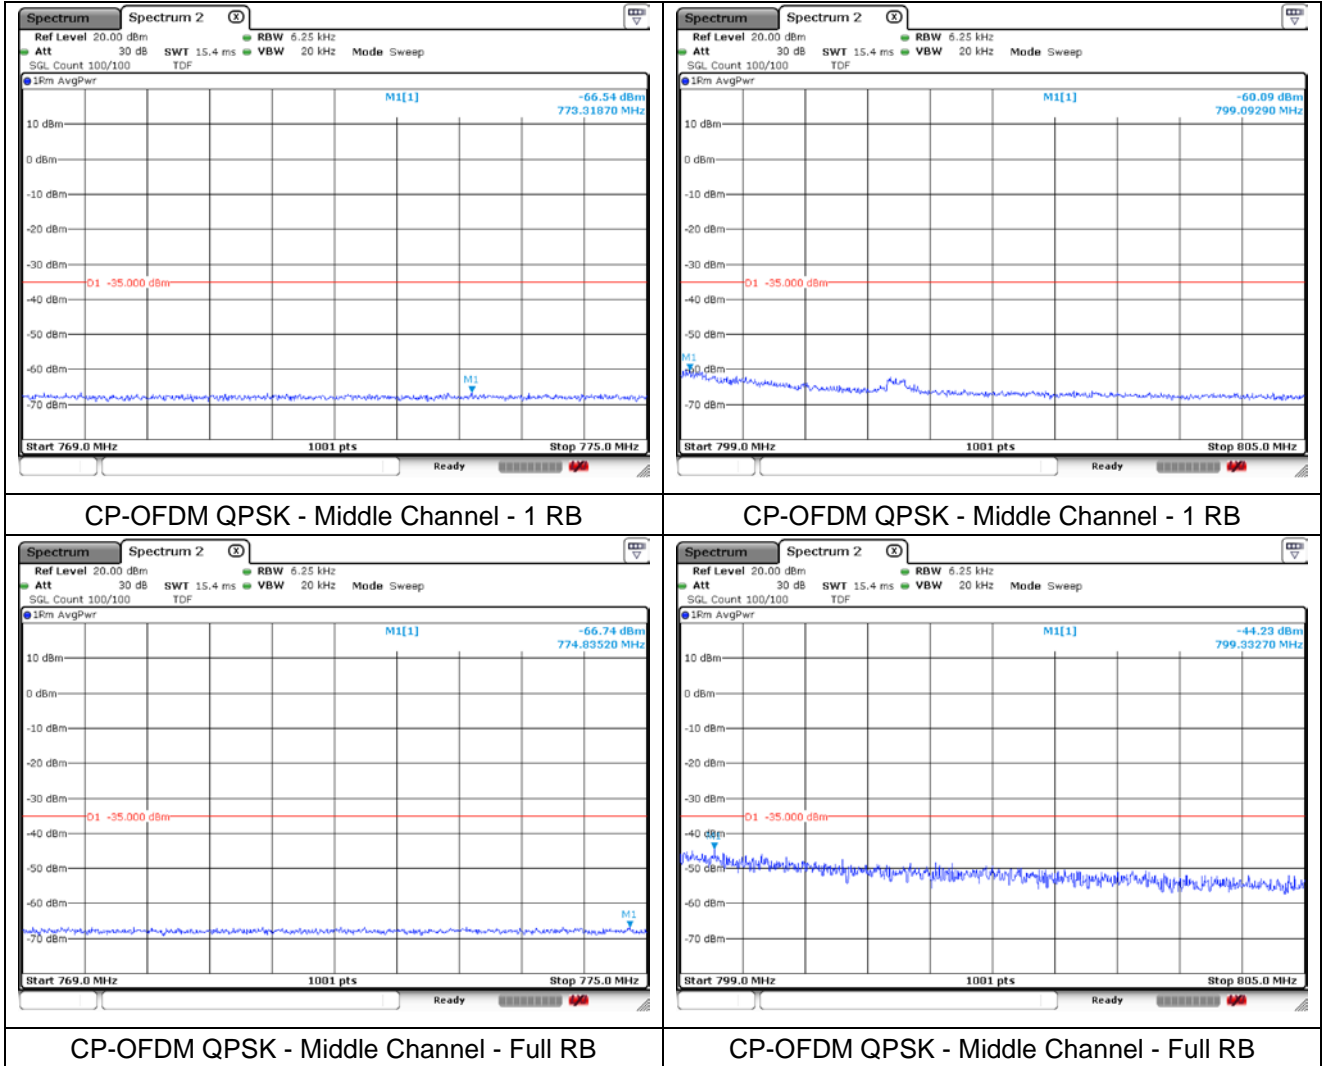 Spectrum Spectrum 2 X
Ref Level 20.00 dBm RBW 6.25 kHz
Att 30 dB SWT 15.4 ms VBW 20 kHz Mode Sweep
SGL Count 100/100 TDF
1Rm AvgPwr
M1[1] -66.54 dBm
773.31870 MHz
10 dBm
0 dBm
-10 dBm
-20 dBm
-30 dBm
D1 -35.000 dBm
-40 dBm
-50 dBm
-60 dBm
M1
-70 dBm
Start 769.0 MHz 1001 pts Stop 775.0 MHz
Ready
CP-OFDM QPSK - Middle Channel - 1 RB
Spectrum Spectrum 2 X
Ref Level 20.00 dBm RBW 6.25 kHz
Att 30 dB SWT 15.4 ms VBW 20 kHz Mode Sweep
SGL Count 100/100 TDF
1Rm AvgPwr
M1[1] -60.09 dBm
799.09290 MHz
10 dBm
0 dBm
-10 dBm
-20 dBm
-30 dBm
D1 -35.000 dBm
-40 dBm
-50 dBm
M1
-60 dBm
-70 dBm
Start 799.0 MHz 1001 pts Stop 805.0 MHz
Ready
CP-OFDM QPSK - Middle Channel - 1 RB
Spectrum Spectrum 2 X
Ref Level 20.00 dBm RBW 6.25 kHz
Att 30 dB SWT 15.4 ms VBW 20 kHz Mode Sweep
SGL Count 100/100 TDF
1Rm AvgPwr
M1[1] -66.74 dBm
774.83520 MHz
10 dBm
0 dBm
-10 dBm
-20 dBm
-30 dBm
D1 -35.000 dBm
-40 dBm
-50 dBm
-60 dBm
M1
-70 dBm
Start 769.0 MHz 1001 pts Stop 775.0 MHz
Ready
CP-OFDM QPSK - Middle Channel - Full RB
Spectrum Spectrum 2 X
Ref Level 20.00 dBm RBW 6.25 kHz
Att 30 dB SWT 15.4 ms VBW 20 kHz Mode Sweep
SGL Count 100/100 TDF
1Rm AvgPwr
M1[1] -44.23 dBm
799.33270 MHz
10 dBm
0 dBm
-10 dBm
-20 dBm
-30 dBm
D1 -35.000 dBm
-40 dBm
M1
-50 dBm
-60 dBm
-70 dBm
Start 799.0 MHz 1001 pts Stop 805.0 MHz
Ready
CP-OFDM QPSK - Middle Channel - Full RB